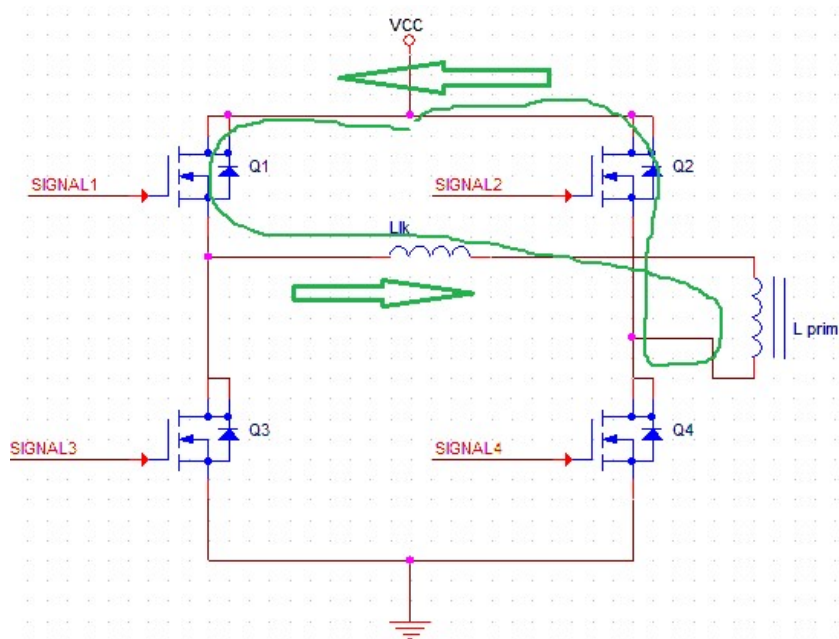 VCC
Q1
Q2
SIGNAL1
SIGNAL2
Llk
L prim
Q3
Q4
SIGNAL3
SIGNAL4